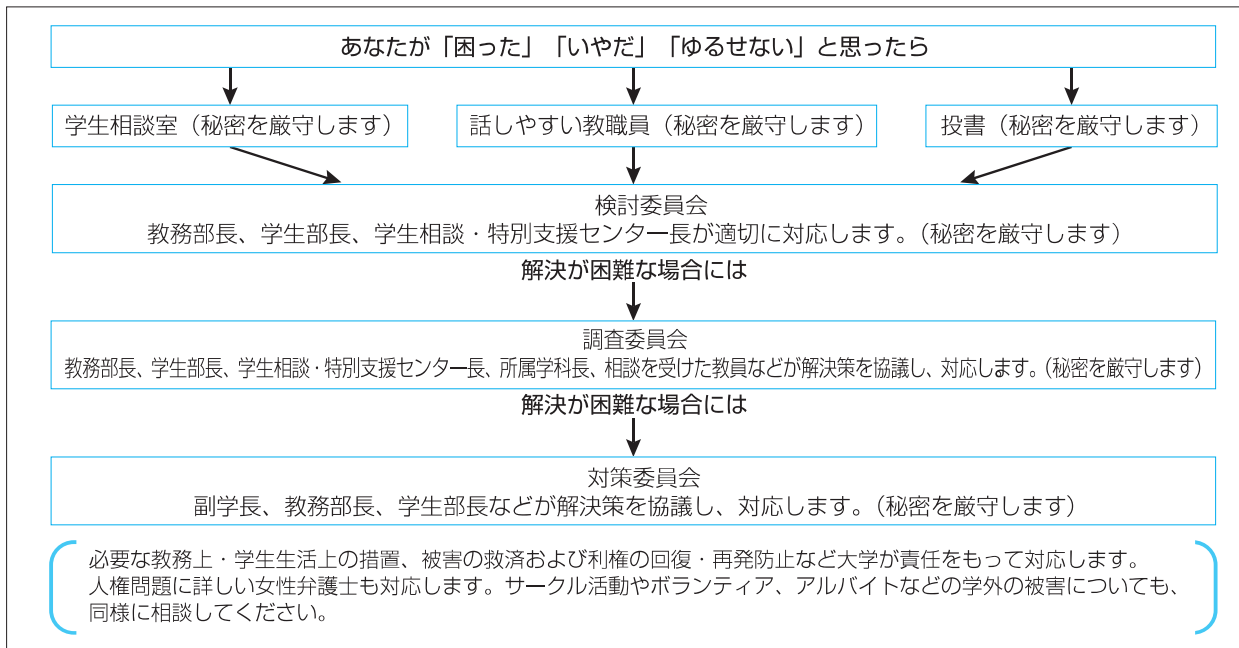 あなたが「困った」「いやだ」「ゆるせない」と思ったら
学生相談室（秘密を厳守します）
話しやすい教職員（秘密を厳守します）
投書（秘密を厳守します）
検討委員会
教務部長、学生部長、学生相談・特別支援センター長が適切に対応します。（秘密を厳守します）
解決が困難な場合には
調査委員会
教務部長、学生部長、学生相談・特別支援センター長、所属学科長、相談を受けた教員などが解決策を協議し、対応します。（秘密を厳守します）
解決が困難な場合には
対策委員会
副学長、教務部長、学生部長などが解決策を協議し、対応します。（秘密を厳守します）
必要な教務上・学生生活上の措置、被害の救済および利権の回復・再発防止など大学が責任をもって対応します。
人権問題に詳しい女性弁護士も対応します。サークル活動やボランティア、アルバイトなどの学外の被害についても、
同様に相談してください。